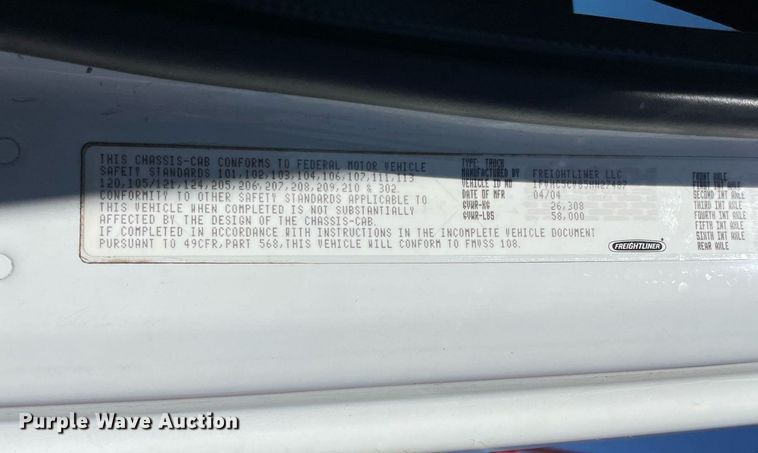 THIS CHASSIS-CAB CONFORMS TO FEDERAL MOTOR VEHICLE
SAFETY STANDARDS 101,102,103,104,106,107,111,113
120,105/121,124,205,206,207,208,209,210 & 302.
CONFORMITY TO OTHER SAFETY STANDARDS APPLICABLE TO
THIS VEHICLE WHEN COMPLETED IS NOT SUBSTANTIALLY
AFFECTED BY THE DESIGN OF THE CHASSIS-CAB.
IF COMPLETED IN ACCORDANCE WITH INSTRUCTIONS IN THE INCOMPLETE VEHICLE DOCUMENT
PURSUANT TO 49CFR,PART 568,THIS VEHICLE WILL CONFORM TO FMVSS 108.
TYPE: TRUCK
MANUFACTURED BY FREIGHTLINER LLC.
VEHICLE ID NO
DATE OF MFR 04/04
GVWR-KG 26,308
GVWR-LBS 58,000
FREIGHTLINER
FRONT AXLE
FIRST INT AXLE
SECOND INT AXLE
THIRD INT AXLE
FOURTH INT AXLE
FIFTH INT AXLE
SIXTH INT AXLE
REAR AXLE
Purple Wave Auction